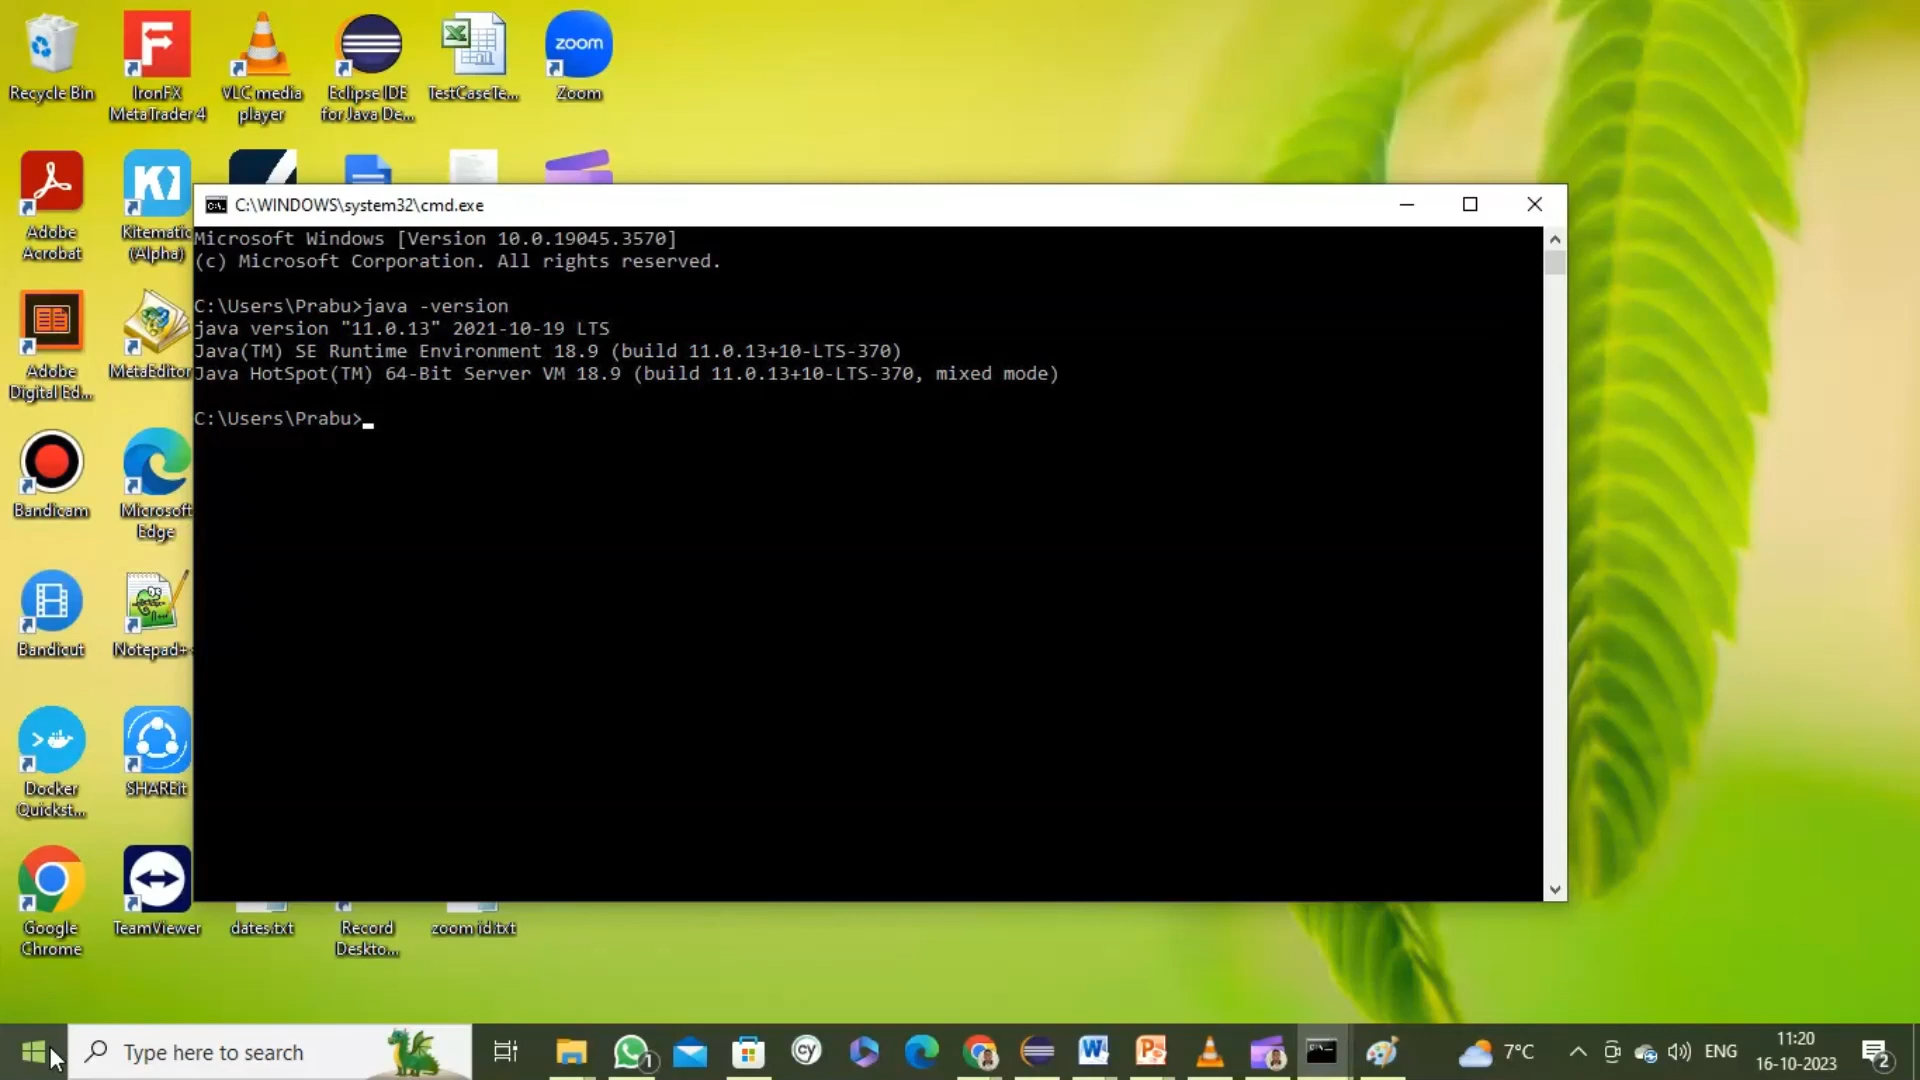 Recycle Bin
IronFX
MetaTrader 4
VLC media
player
Eclipse IDE
for Java De...
TestCaseTe...
zoom
Zoom
Adobe
Acrobat
Kitematic
(Alpha)
Adobe
Digital Ed...
MetaEditor
Bandicam
Microsoft
Edge
Bandicut
Notepad+
Docker
Quickst...
SHAREit
Google
Chrome
TeamViewer
dates.txt
Record
Deskto...
zoom id.txt
C:\WINDOWS\system32\cmd.exe
Microsoft Windows [Version 10.0.19045.3570]
(c) Microsoft Corporation. All rights reserved.
C:\Users\Prabu>java -version
java version "11.0.13" 2021-10-19 LTS
Java(TM) SE Runtime Environment 18.9 (build 11.0.13+10-LTS-370)
Java HotSpot(TM) 64-Bit Server VM 18.9 (build 11.0.13+10-LTS-370, mixed mode)
C:\Users\Prabu>
Type here to search
1
cy
W
P
7°C
ENG
11:20
16-10-2023
2